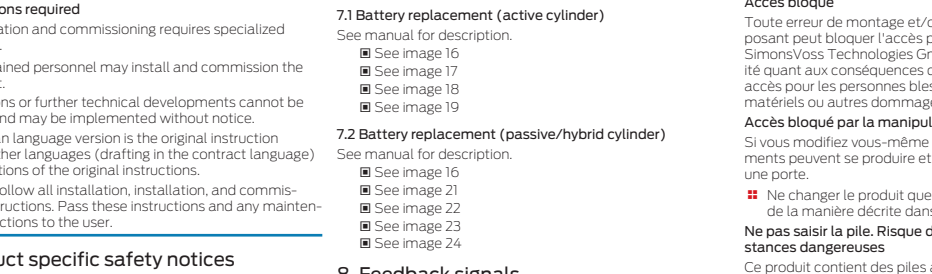 ons required
ation and commissioning requires specialized
ained personnel may install and commission the
t.
ons or further technical developments cannot be
nd may be implemented without notice.
an language version is the original instruction
her languages (drafting in the contract language)
tions of the original instructions.
ollow all installation, installation, and commis-
ructions. Pass these instructions and any mainten-
ctions to the user.
uct specific safety notices
7.1 Battery replacement (active cylinder)
See manual for description.
▣ See image 16
▣ See image 17
▣ See image 18
▣ See image 19
7.2 Battery replacement (passive/hybrid cylinder)
See manual for description.
▣ See image 16
▣ See image 21
▣ See image 22
▣ See image 23
▣ See image 24
8. Feedback signals
Accès bloqué
Toute erreur de montage et/o
posant peut bloquer l'accès p
SimonsVoss Technologies Gr
ité quant aux conséquences d
accès pour les personnes bles
matériels ou autres dommage
Accès bloqué par la manipul
Si vous modifiez vous-même
ments peuvent se produire et
une porte.
Ne changer le produit que
de la manière décrite dans
Ne pas saisir la pile. Risque d
stances dangereuses
Ce produit contient des piles a